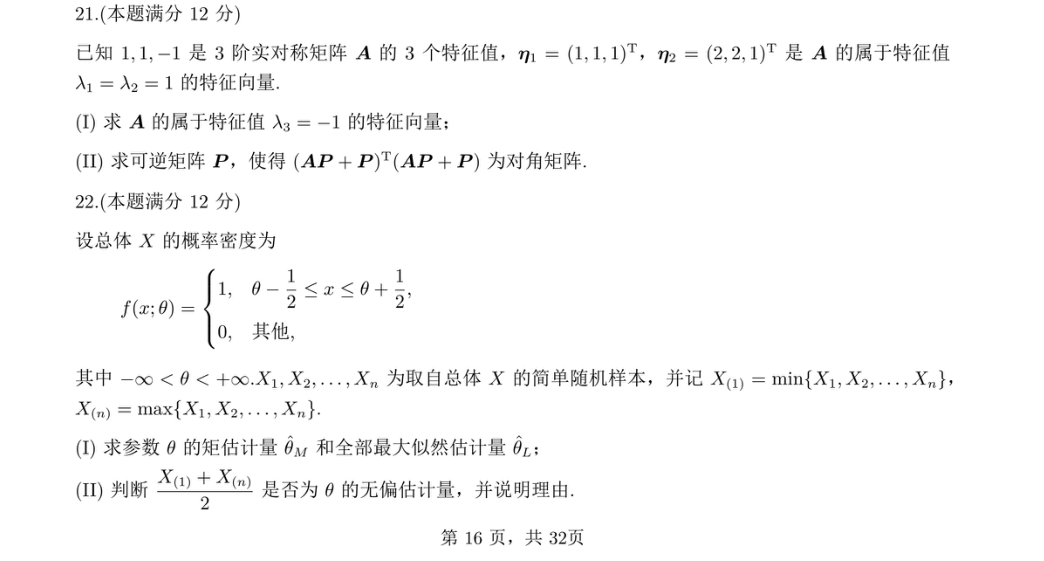 21.(本题满分 12 分)
已知 1, 1, −1 是 3 阶实对称矩阵 A 的 3 个特征值，η₁ = (1, 1, 1)ᵀ，η₂ = (2, 2, 1)ᵀ 是 A 的属于特征值
λ₁ = λ₂ = 1 的特征向量.
(I) 求 A 的属于特征值 λ₃ = −1 的特征向量；
(II) 求可逆矩阵 P，使得 (AP + P)ᵀ(AP + P) 为对角矩阵.
22.(本题满分 12 分)
设总体 X 的概率密度为
f(x; θ) = { 1, θ − 1/2 ≤ x ≤ θ + 1/2,
0, 其他,
其中 −∞ < θ < +∞.X₁, X₂, . . . , Xₙ 为取自总体 X 的简单随机样本，并记 X₍₁₎ = min{X₁, X₂, . . . , Xₙ}，
X₍ₙ₎ = max{X₁, X₂, . . . , Xₙ}.
(I) 求参数 θ 的矩估计量 θ̂_M 和全部最大似然估计量 θ̂_L；
(II) 判断 (X₍₁₎ + X₍ₙ₎)/2 是否为 θ 的无偏估计量，并说明理由.
第 16 页，共 32页